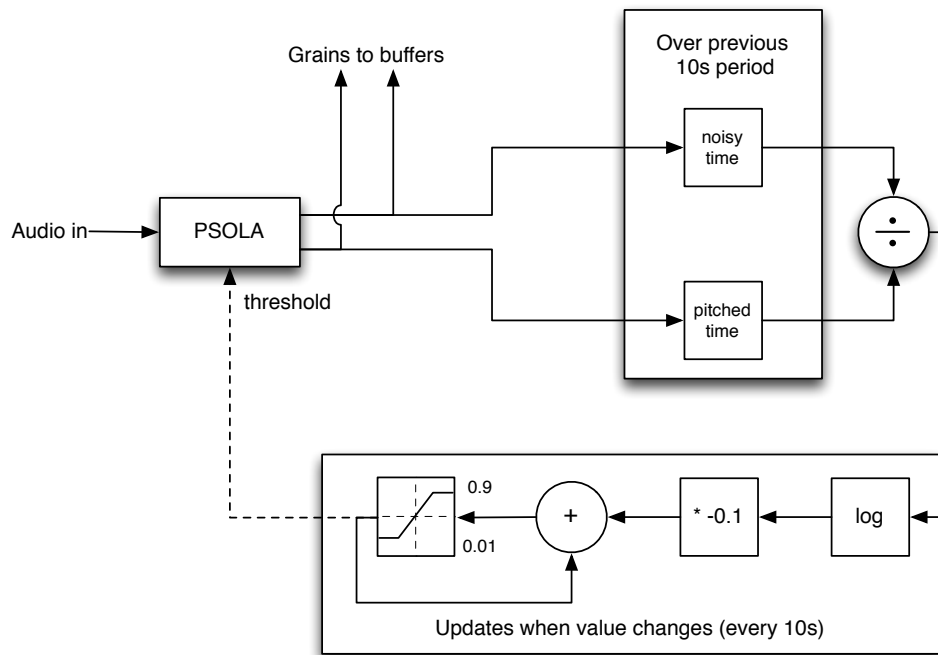 Grains to buffers
Over previous
10s period
noisy
time
Audio in
PSOLA
÷
threshold
pitched
time
0.9
+
* -0.1
log
0.01
Updates when value changes (every 10s)